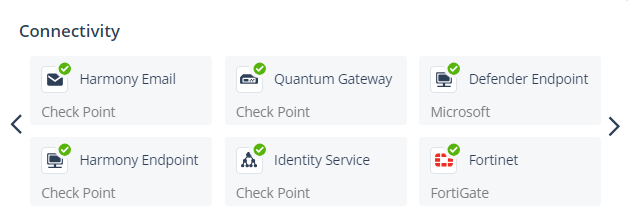 Connectivity
Harmony Email
Check Point
Quantum Gateway
Check Point
Defender Endpoint
Microsoft
Harmony Endpoint
Check Point
Identity Service
Check Point
Fortinet
FortiGate